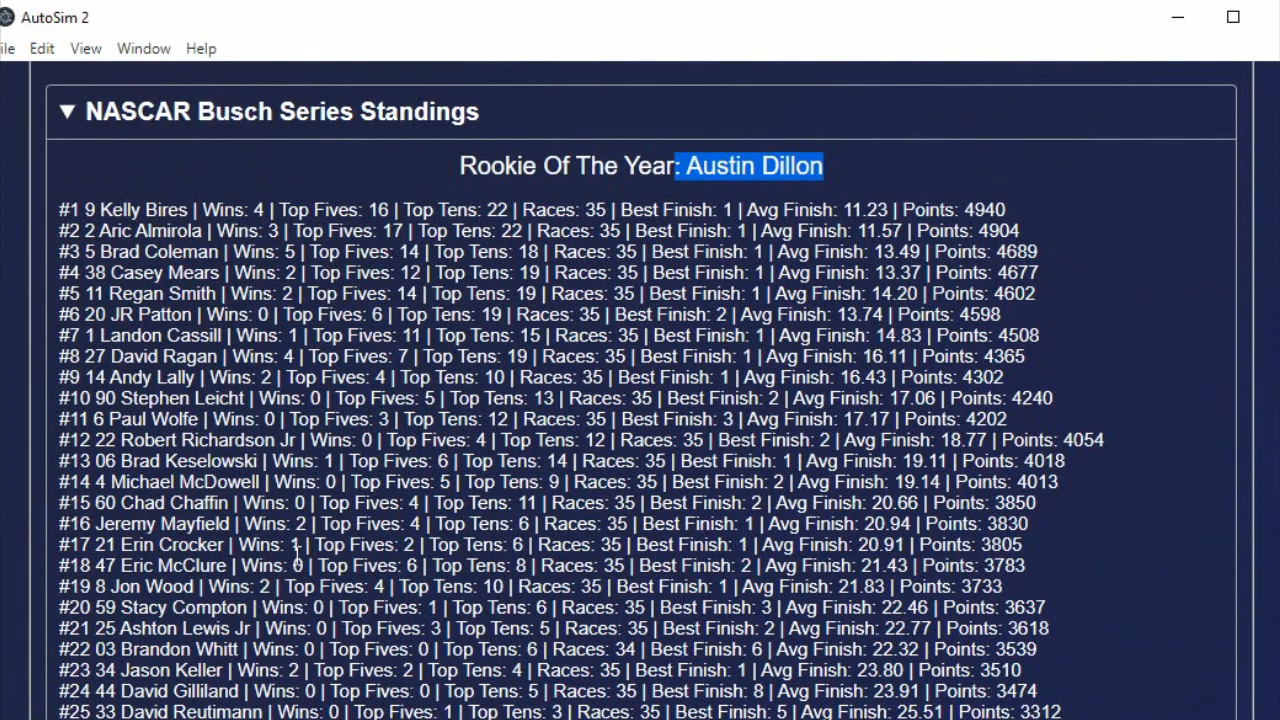 AutoSim 2
ile Edit View Window Help
▼ NASCAR Busch Series Standings
Rookie Of The Year: Austin Dillon
#1 9 Kelly Bires | Wins: 4 | Top Fives: 16 | Top Tens: 22 | Races: 35 | Best Finish: 1 | Avg Finish: 11.23 | Points: 4940
#2 2 Aric Almirola | Wins: 3 | Top Fives: 17 | Top Tens: 22 | Races: 35 | Best Finish: 1 | Avg Finish: 11.57 | Points: 4904
#3 5 Brad Coleman | Wins: 5 | Top Fives: 14 | Top Tens: 18 | Races: 35 | Best Finish: 1 | Avg Finish: 13.49 | Points: 4689
#4 38 Casey Mears | Wins: 2 | Top Fives: 12 | Top Tens: 19 | Races: 35 | Best Finish: 1 | Avg Finish: 13.37 | Points: 4677
#5 11 Regan Smith | Wins: 2 | Top Fives: 14 | Top Tens: 19 | Races: 35 | Best Finish: 1 | Avg Finish: 14.20 | Points: 4602
#6 20 JR Patton | Wins: 0 | Top Fives: 6 | Top Tens: 19 | Races: 35 | Best Finish: 2 | Avg Finish: 13.74 | Points: 4598
#7 1 Landon Cassill | Wins: 1 | Top Fives: 11 | Top Tens: 15 | Races: 35 | Best Finish: 1 | Avg Finish: 14.83 | Points: 4508
#8 27 David Ragan | Wins: 4 | Top Fives: 7 | Top Tens: 19 | Races: 35 | Best Finish: 1 | Avg Finish: 16.11 | Points: 4365
#9 14 Andy Lally | Wins: 2 | Top Fives: 4 | Top Tens: 10 | Races: 35 | Best Finish: 1 | Avg Finish: 16.43 | Points: 4302
#10 90 Stephen Leicht | Wins: 0 | Top Fives: 5 | Top Tens: 13 | Races: 35 | Best Finish: 2 | Avg Finish: 17.06 | Points: 4240
#11 6 Paul Wolfe | Wins: 0 | Top Fives: 3 | Top Tens: 12 | Races: 35 | Best Finish: 3 | Avg Finish: 17.17 | Points: 4202
#12 22 Robert Richardson Jr | Wins: 0 | Top Fives: 4 | Top Tens: 12 | Races: 35 | Best Finish: 2 | Avg Finish: 18.77 | Points: 4054
#13 06 Brad Keselowski | Wins: 1 | Top Fives: 6 | Top Tens: 14 | Races: 35 | Best Finish: 1 | Avg Finish: 19.11 | Points: 4018
#14 4 Michael McDowell | Wins: 0 | Top Fives: 5 | Top Tens: 9 | Races: 35 | Best Finish: 2 | Avg Finish: 19.14 | Points: 4013
#15 60 Chad Chaffin | Wins: 0 | Top Fives: 4 | Top Tens: 11 | Races: 35 | Best Finish: 2 | Avg Finish: 20.66 | Points: 3850
#16 Jeremy Mayfield | Wins: 2 | Top Fives: 4 | Top Tens: 6 | Races: 35 | Best Finish: 1 | Avg Finish: 20.94 | Points: 3830
#17 21 Erin Crocker | Wins: 1 | Top Fives: 2 | Top Tens: 6 | Races: 35 | Best Finish: 1 | Avg Finish: 20.91 | Points: 3805
#18 47 Eric McClure | Wins: 0 | Top Fives: 6 | Top Tens: 8 | Races: 35 | Best Finish: 2 | Avg Finish: 21.43 | Points: 3783
#19 8 Jon Wood | Wins: 2 | Top Fives: 4 | Top Tens: 10 | Races: 35 | Best Finish: 1 | Avg Finish: 21.83 | Points: 3733
#20 59 Stacy Compton | Wins: 0 | Top Fives: 1 | Top Tens: 6 | Races: 35 | Best Finish: 3 | Avg Finish: 22.46 | Points: 3637
#21 25 Ashton Lewis Jr | Wins: 0 | Top Fives: 3 | Top Tens: 5 | Races: 35 | Best Finish: 2 | Avg Finish: 22.77 | Points: 3618
#22 03 Brandon Whitt | Wins: 0 | Top Fives: 0 | Top Tens: 6 | Races: 34 | Best Finish: 6 | Avg Finish: 22.32 | Points: 3539
#23 34 Jason Keller | Wins: 2 | Top Fives: 2 | Top Tens: 4 | Races: 35 | Best Finish: 1 | Avg Finish: 23.80 | Points: 3510
#24 44 David Gilliland | Wins: 0 | Top Fives: 0 | Top Tens: 5 | Races: 35 | Best Finish: 8 | Avg Finish: 23.91 | Points: 3474
#25 33 David Reutimann | Wins: 0 | Top Fives: 1 | Top Tens: 3 | Races: 35 | Best Finish: 5 | Avg Finish: 25.51 | Points: 3312